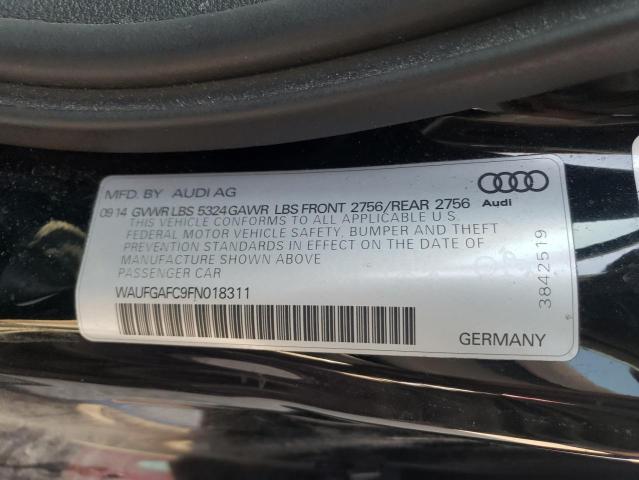 MFD. BY AUDI AG
09 14 GVWR LBS 5324 GAWR LBS FRONT 2756/REAR 2756
THIS VEHICLE CONFORMS TO ALL APPLICABLE U.S.
FEDERAL MOTOR VEHICLE SAFETY, BUMPER AND THEFT
PREVENTION STANDARDS IN EFFECT ON THE DATE OF
MANUFACTURE SHOWN ABOVE
PASSENGER CAR
WAUFGAFC9FN018311
Audi
3842519
GERMANY